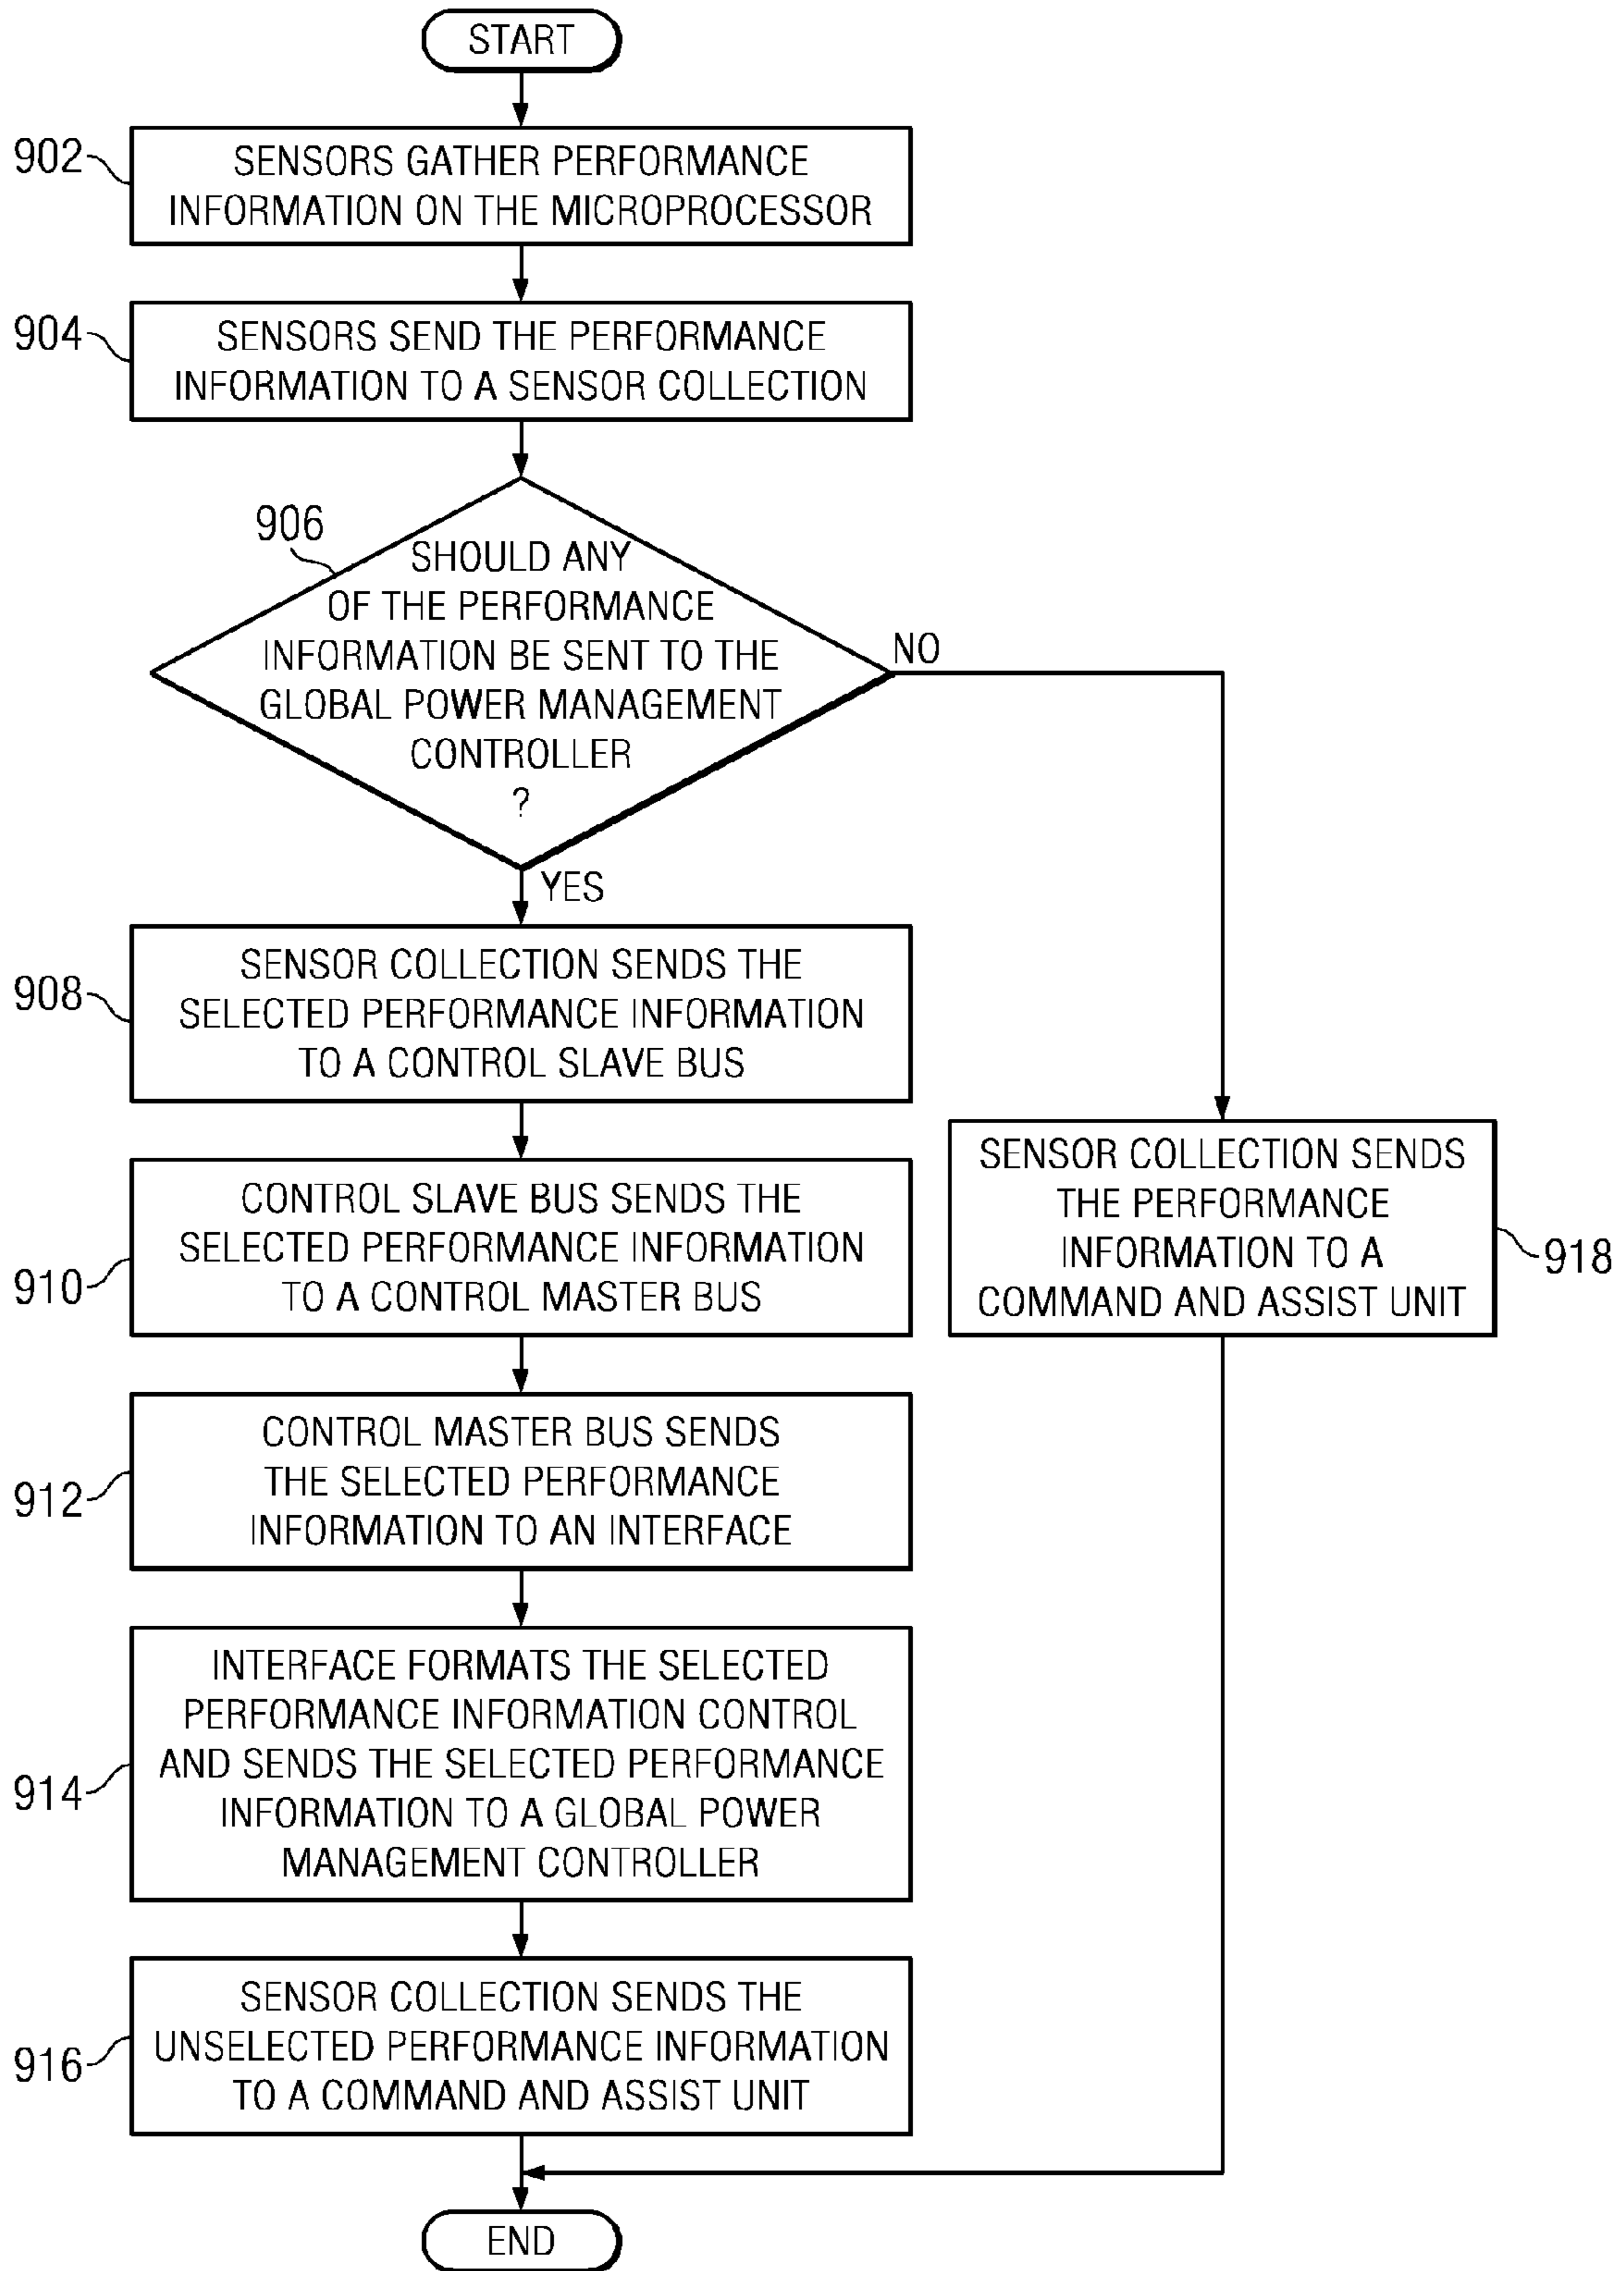 START
902
SENSORS GATHER PERFORMANCE
INFORMATION ON THE MICROPROCESSOR
904
SENSORS SEND THE PERFORMANCE
INFORMATION TO A SENSOR COLLECTION
906
SHOULD ANY
OF THE PERFORMANCE
INFORMATION BE SENT TO THE
GLOBAL POWER MANAGEMENT
CONTROLLER
?
NO
YES
908
SENSOR COLLECTION SENDS THE
SELECTED PERFORMANCE INFORMATION
TO A CONTROL SLAVE BUS
910
CONTROL SLAVE BUS SENDS THE
SELECTED PERFORMANCE INFORMATION
TO A CONTROL MASTER BUS
SENSOR COLLECTION SENDS
THE PERFORMANCE
INFORMATION TO A
COMMAND AND ASSIST UNIT
918
912
CONTROL MASTER BUS SENDS
THE SELECTED PERFORMANCE
INFORMATION TO AN INTERFACE
914
INTERFACE FORMATS THE SELECTED
PERFORMANCE INFORMATION CONTROL
AND SENDS THE SELECTED PERFORMANCE
INFORMATION TO A GLOBAL POWER
MANAGEMENT CONTROLLER
916
SENSOR COLLECTION SENDS THE
UNSELECTED PERFORMANCE INFORMATION
TO A COMMAND AND ASSIST UNIT
END